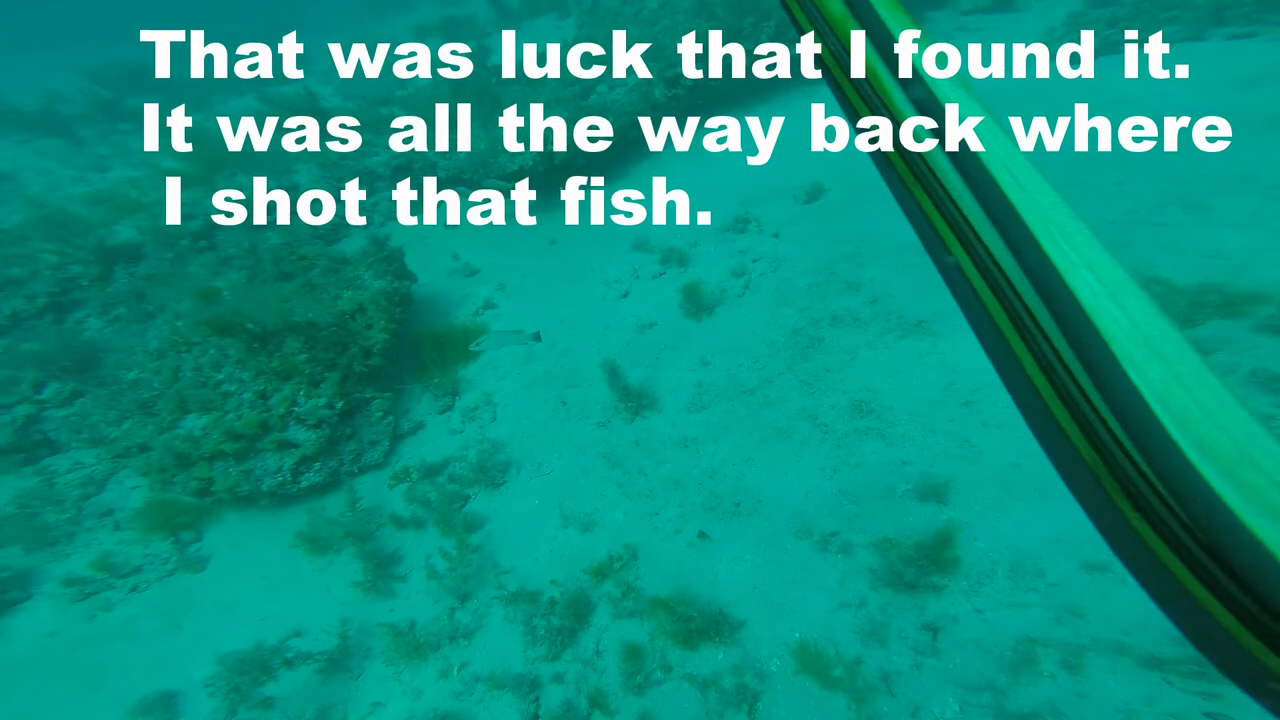 That was luck that I found it.
It was all the way back where
I shot that fish.